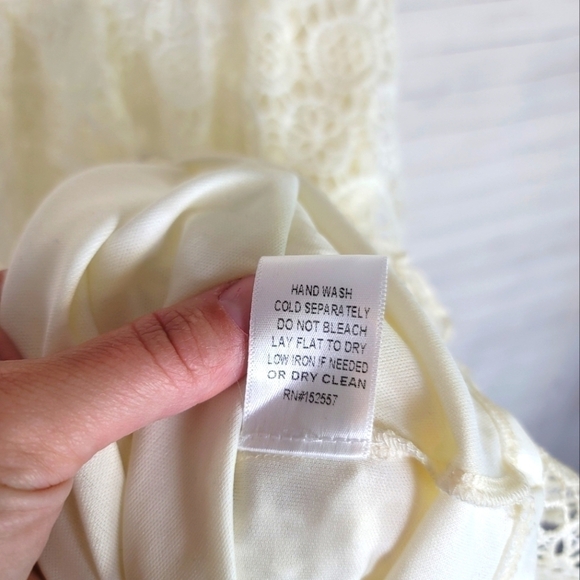 HAND WASH
COLD SEPARATELY
DO NOT BLEACH
LAY FLAT TO DRY
LOW IRON IF NEEDED
OR DRY CLEAN
RN#152557